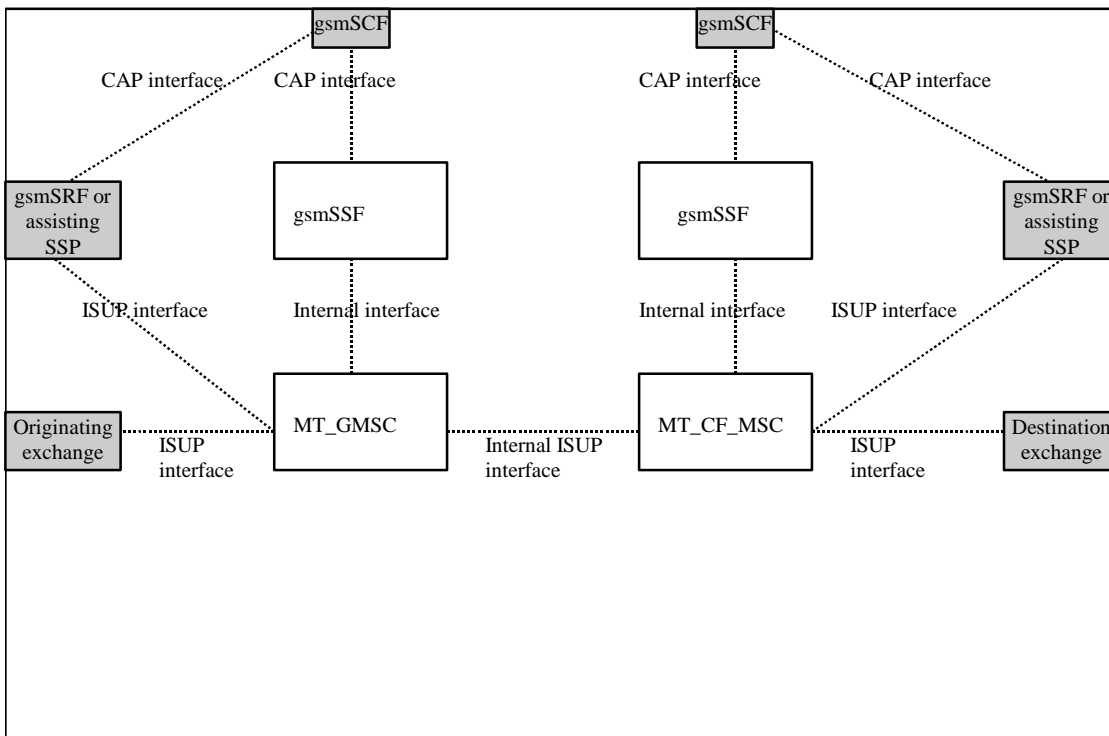 gsmSCF
gsmSCF
CAP interface
CAP interface
CAP interface
CAP interface
gsmSRF or
assisting
SSP
gsmSSF
gsmSSF
gsmSRF or
assisting
SSP
ISUP interface
Internal interface
Internal interface
ISUP interface
Originating
exchange
ISUP
interface
MT_GMSC
Internal ISUP
interface
MT_CF_MSC
ISUP
interface
Destination
exchange